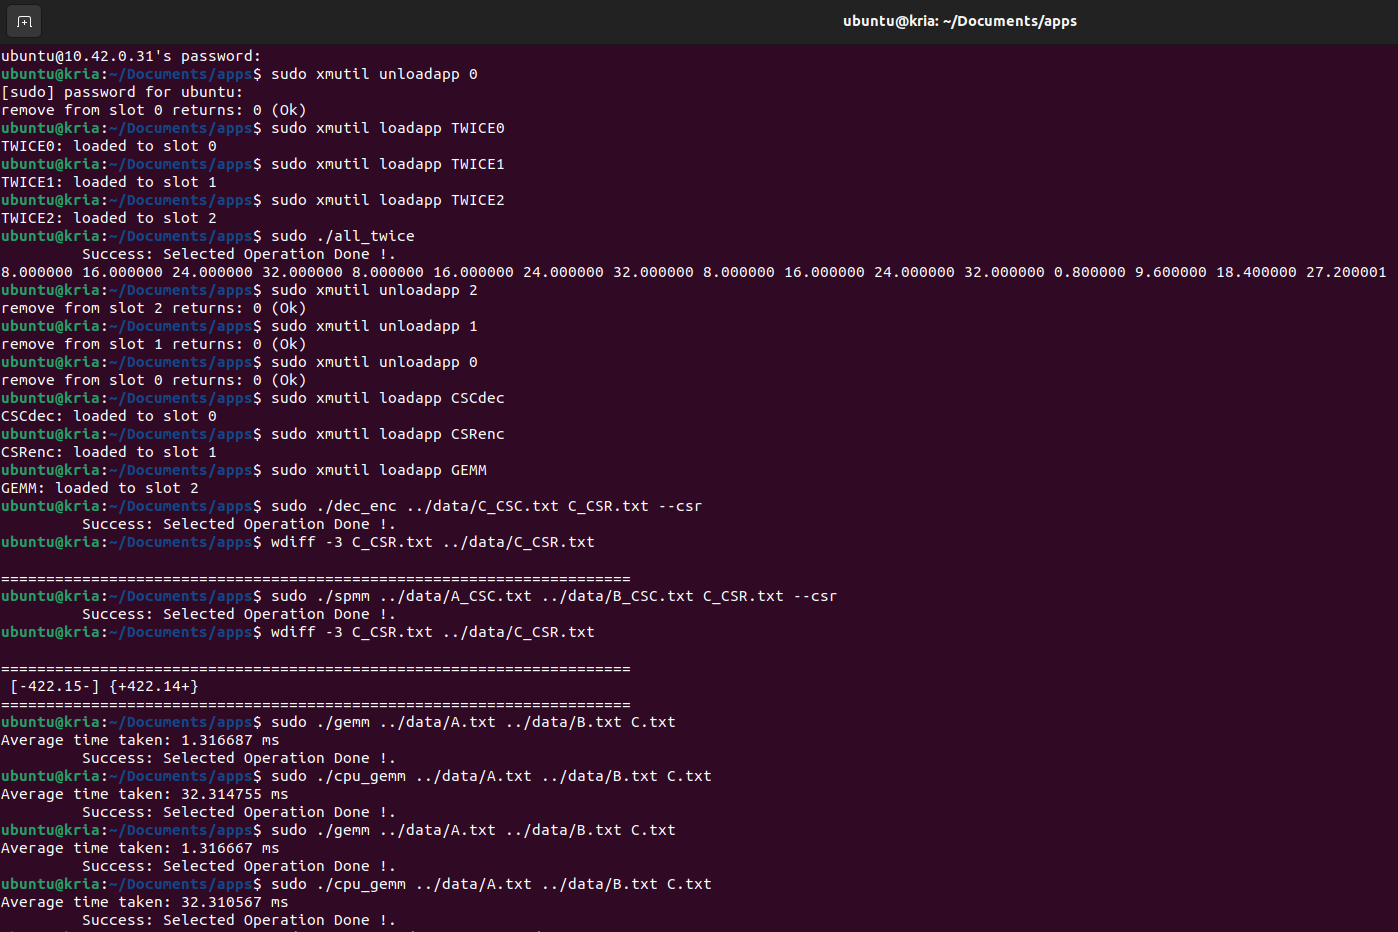 ubuntu@kria: ~/Documents/apps
ubuntu@10.42.0.31's password:
ubuntu@kria:~/Documents/apps$ sudo xmutil unloadapp 0
[sudo] password for ubuntu:
remove from slot 0 returns: 0 (Ok)
ubuntu@kria:~/Documents/apps$ sudo xmutil loadapp TWICE0
TWICE0: loaded to slot 0
ubuntu@kria:~/Documents/apps$ sudo xmutil loadapp TWICE1
TWICE1: loaded to slot 1
ubuntu@kria:~/Documents/apps$ sudo xmutil loadapp TWICE2
TWICE2: loaded to slot 2
ubuntu@kria:~/Documents/apps$ sudo ./all_twice
         Success: Selected Operation Done !.
8.000000 16.000000 24.000000 32.000000 8.000000 16.000000 24.000000 32.000000 8.000000 16.000000 24.000000 32.000000 0.800000 9.600000 18.400000 27.200001
ubuntu@kria:~/Documents/apps$ sudo xmutil unloadapp 2
remove from slot 2 returns: 0 (Ok)
ubuntu@kria:~/Documents/apps$ sudo xmutil unloadapp 1
remove from slot 1 returns: 0 (Ok)
ubuntu@kria:~/Documents/apps$ sudo xmutil unloadapp 0
remove from slot 0 returns: 0 (Ok)
ubuntu@kria:~/Documents/apps$ sudo xmutil loadapp CSCdec
CSCdec: loaded to slot 0
ubuntu@kria:~/Documents/apps$ sudo xmutil loadapp CSRenc
CSRenc: loaded to slot 1
ubuntu@kria:~/Documents/apps$ sudo xmutil loadapp GEMM
GEMM: loaded to slot 2
ubuntu@kria:~/Documents/apps$ sudo ./dec_enc ../data/C_CSC.txt C_CSR.txt --csr
         Success: Selected Operation Done !.
ubuntu@kria:~/Documents/apps$ wdiff -3 C_CSR.txt ../data/C_CSR.txt
======================================================================
ubuntu@kria:~/Documents/apps$ sudo ./spmm ../data/A_CSC.txt ../data/B_CSC.txt C_CSR.txt --csr
         Success: Selected Operation Done !.
ubuntu@kria:~/Documents/apps$ wdiff -3 C_CSR.txt ../data/C_CSR.txt
======================================================================
 [-422.15-] {+422.14+}
======================================================================
ubuntu@kria:~/Documents/apps$ sudo ./gemm ../data/A.txt ../data/B.txt C.txt
Average time taken: 1.316687 ms
         Success: Selected Operation Done !.
ubuntu@kria:~/Documents/apps$ sudo ./cpu_gemm ../data/A.txt ../data/B.txt C.txt
Average time taken: 32.314755 ms
         Success: Selected Operation Done !.
ubuntu@kria:~/Documents/apps$ sudo ./gemm ../data/A.txt ../data/B.txt C.txt
Average time taken: 1.316667 ms
         Success: Selected Operation Done !.
ubuntu@kria:~/Documents/apps$ sudo ./cpu_gemm ../data/A.txt ../data/B.txt C.txt
Average time taken: 32.310567 ms
         Success: Selected Operation Done !.